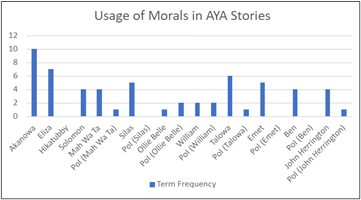 Usage of Morals in AYA Stories
12
10
8
6
4
2
0
Akanowa
Eliza
Hikatubby
Solomon
Mah Wa Ta
Pol (Mah Wa Ta)
Silas
Pol (Silas)
Ollie Belle
Pol (Ollie Belle)
William
Pol (William)
Talowa
Pol (Talowa)
Emet
Pol (Emet)
Ben
Pol (Ben)
John Herrington
Pol (John Herrington)
Term Frequency